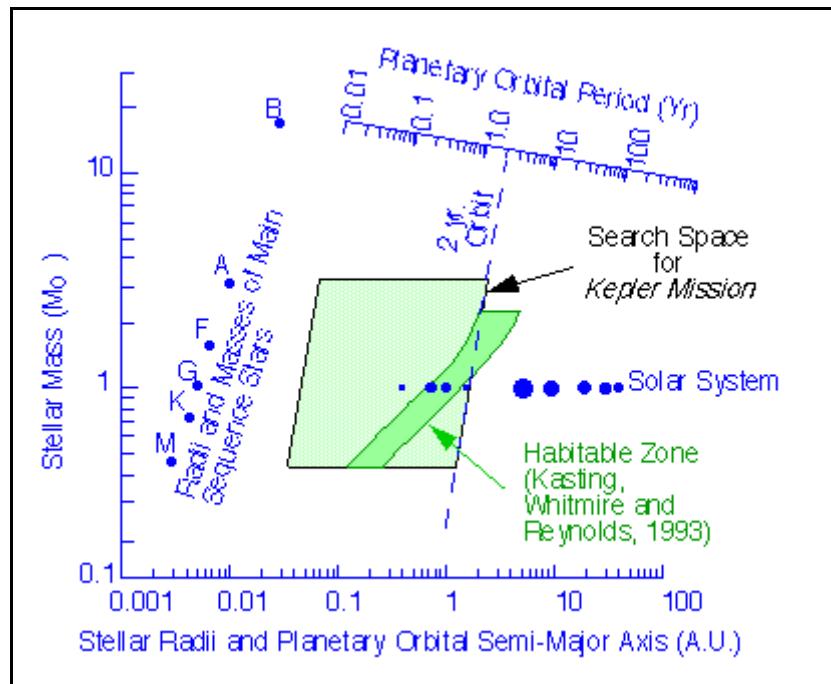 Planetary Orbital Period (Yr)
0.01
0.1
1.0
10
100
B
10
A
F
G
K
M
1
0.1
Stellar Mass (Mo)
Radii and Masses of Main
Sequence Stars
2 yr.
Orbit
Search Space
for
Kepler Mission
Solar System
Habitable Zone
(Kasting,
Whitmire and
Reynolds, 1993)
0.001 0.01 0.1 1 10 100
Stellar Radii and Planetary Orbital Semi-Major Axis (A.U.)